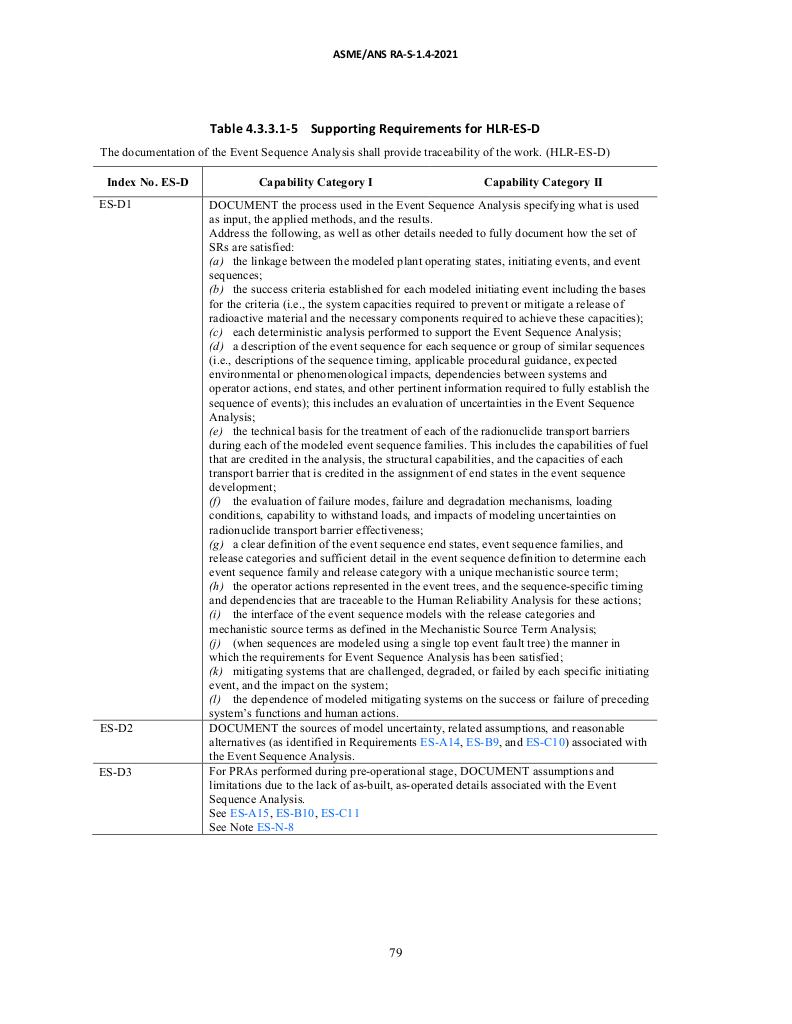 ASME/ANS RA-S-1.4-2021
Table 4.3.3.1-5 Supporting Requirements for HLR-ES-D
The documentation of the Event Sequence Analysis shall provide traceability of the work. (HLR-ES-D)
Index No. ES-D Capability Category I Capability Category II
ES-D1 DOCUMENT the process used in the Event Sequence Analysis specifying what is used
as input, the applied methods, and the results.
Address the following, as well as other details needed to fully document how the set of
SRs are satisfied:
(a) the linkage between the modeled plant operating states, initiating events, and event
sequences;
(b) the success criteria established for each modeled initiating event including the bases
for the criteria (i.e., the system capacities required to prevent or mitigate a release of
radioactive material and the necessary components required to achieve these capacities);
(c) each deterministic analysis performed to support the Event Sequence Analysis;
(d) a description of the event sequence for each sequence or group of similar sequences
(i.e., descriptions of the sequence timing, applicable procedural guidance, expected
environmental or phenomenological impacts, dependencies between systems and
operator actions, end states, and other pertinent information required to fully establish the
sequence of events); this includes an evaluation of uncertainties in the Event Sequence
Analysis;
(e) the technical basis for the treatment of each of the radionuclide transport barriers
during each of the modeled event sequence families. This includes the capabilities of fuel
that are credited in the analysis, the structural capabilities, and the capacities of each
transport barrier that is credited in the assignment of end states in the event sequence
development;
(f) the evaluation of failure modes, failure and degradation mechanisms, loading
conditions, capability to withstand loads, and impacts of modeling uncertainties on
radionuclide transport barrier effectiveness;
(g) a clear definition of the event sequence end states, event sequence families, and
release categories and sufficient detail in the event sequence definition to determine each
event sequence family and release category with a unique mechanistic source term;
(h) the operator actions represented in the event trees, and the sequence-specific timing
and dependencies that are traceable to the Human Reliability Analysis for these actions;
(i) the interface of the event sequence models with the release categories and
mechanistic source terms as defined in the Mechanistic Source Term Analysis;
(j) (when sequences are modeled using a single top event fault tree) the manner in
which the requirements for Event Sequence Analysis has been satisfied;
(k) mitigating systems that are challenged, degraded, or failed by each specific initiating
event, and the impact on the system;
(l) the dependence of modeled mitigating systems on the success or failure of preceding
system's functions and human actions.
ES-D2 DOCUMENT the sources of model uncertainty, related assumptions, and reasonable
alternatives (as identified in Requirements ES-A14, ES-B9, and ES-C10) associated with
the Event Sequence Analysis.
ES-D3 For PRAs performed during pre-operational stage, DOCUMENT assumptions and
limitations due to the lack of as-built, as-operated details associated with the Event
Sequence Analysis.
See ES-A15, ES-B10, ES-C11
See Note ES-N-8
79